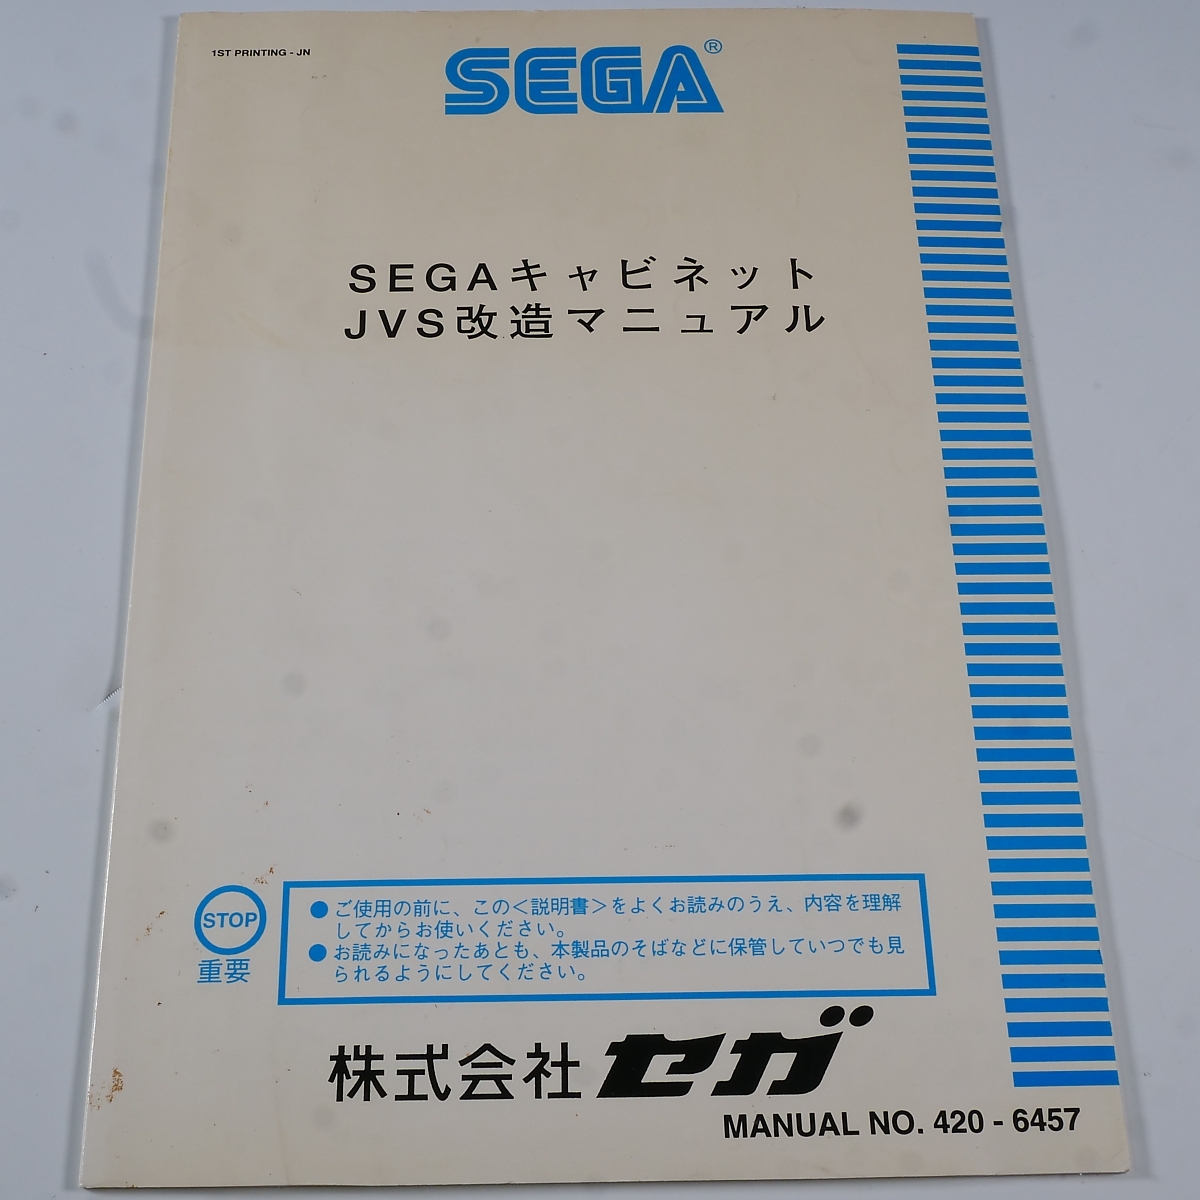 1ST PRINTING - JN
SEGA®
SEGAキャビネット
JVS改造マニュアル
STOP
重要
●ご使用の前に、この＜説明書＞をよくお読みのうえ、内容を理解
してからお使いください。
●お読みになったあとも、本製品のそばなどに保管していつでも見
られるようにしてください。
株式会社セガ
MANUAL NO. 420 - 6457